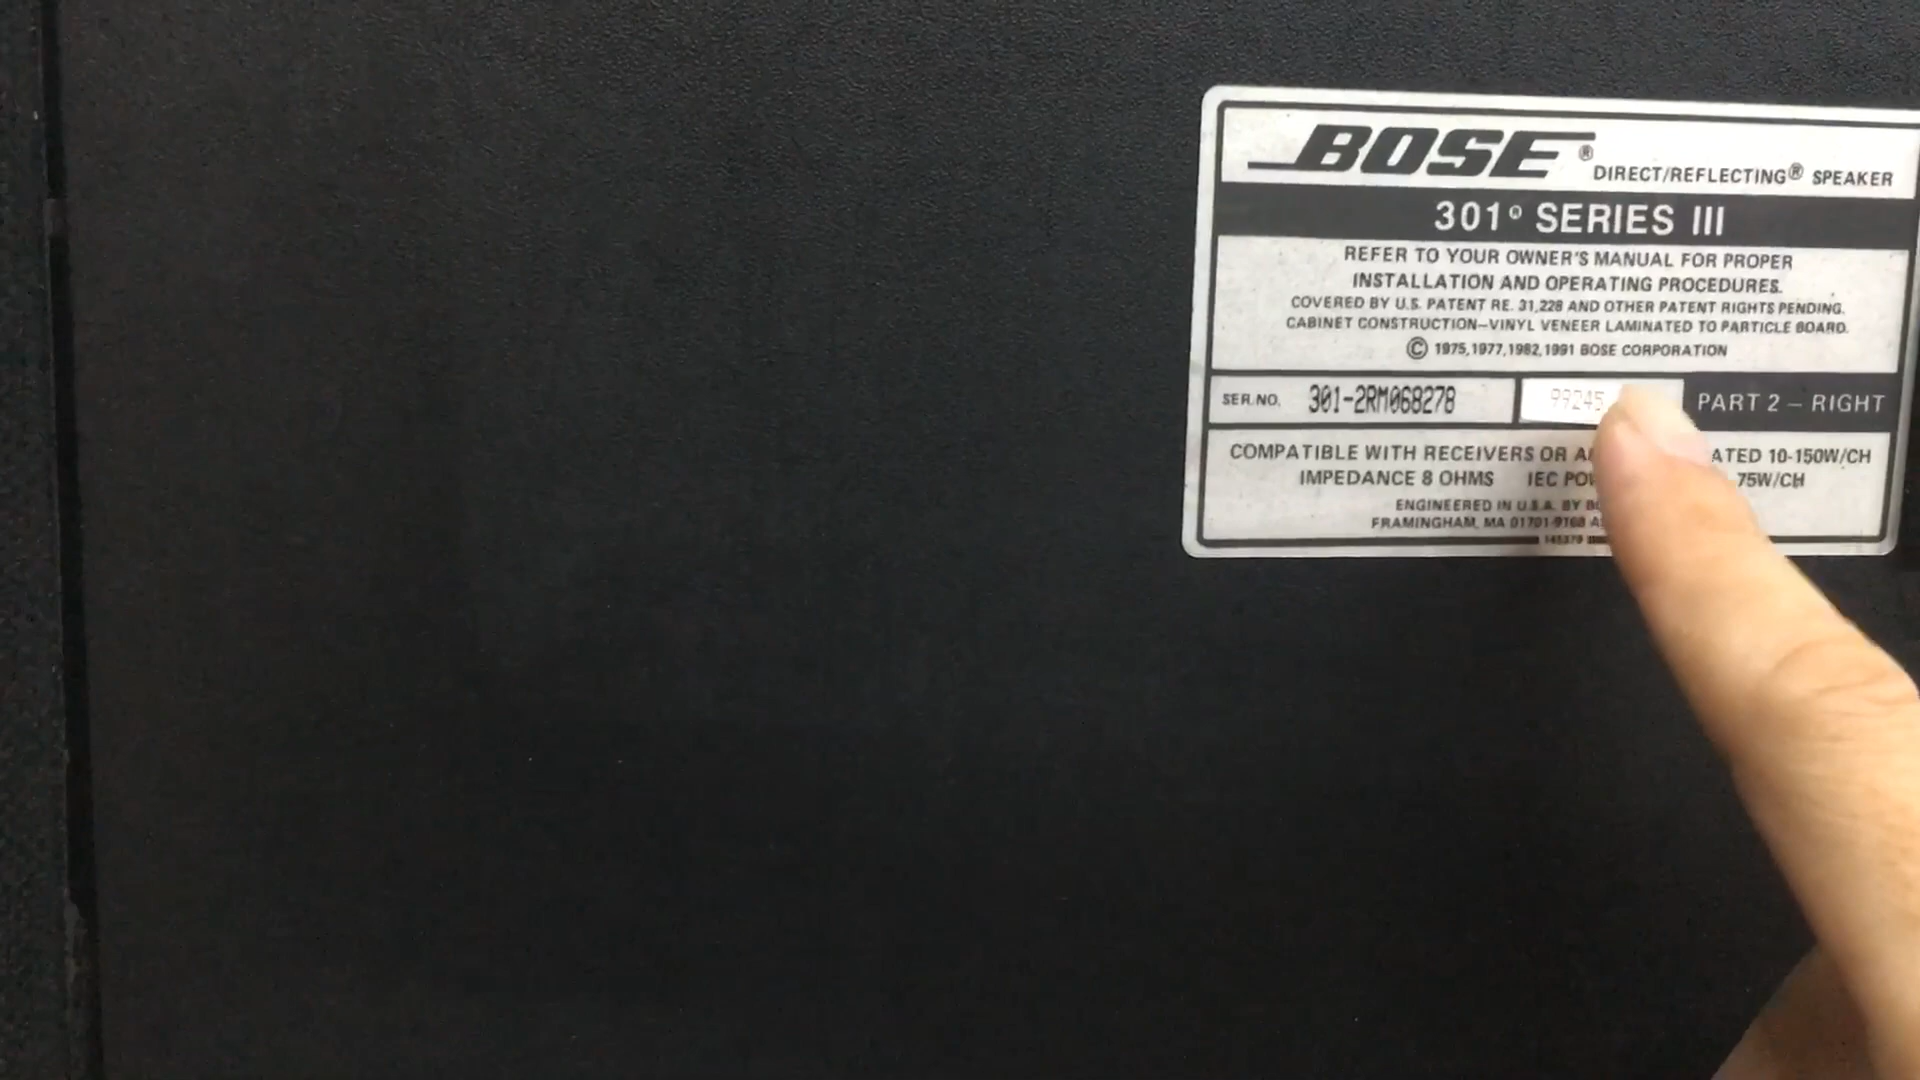 BOSE® DIRECT/REFLECTING® SPEAKER
301® SERIES III
REFER TO YOUR OWNER'S MANUAL FOR PROPER
INSTALLATION AND OPERATING PROCEDURES.
COVERED BY U.S. PATENT RE. 31,228 AND OTHER PATENT RIGHTS PENDING.
CABINET CONSTRUCTION–VINYL VENEER LAMINATED TO PARTICLE BOARD.
© 1975,1977,1982,1991 BOSE CORPORATION
SER.NO. 301-2RM068278 99245 PART 2 – RIGHT
COMPATIBLE WITH RECEIVERS OR 10-150W/CH
IMPEDANCE 8 OHMS IEC 75W/CH
ENGINEERED IN U.S.A. BY
FRAMINGHAM, MA 01701-9168